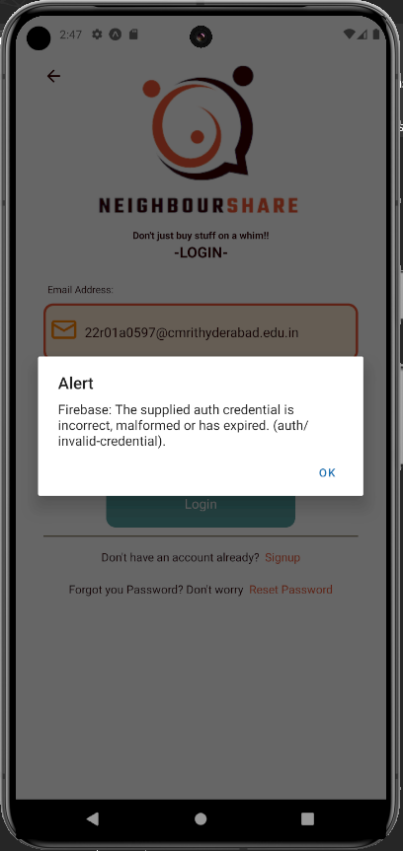 2:47
NEIGHBOURSHARE
Don't just buy stuff on a whim!!
-LOGIN-
Email Address:
22r01a0597@cmrithyderabad.edu.in
Alert
Firebase: The supplied auth credential is
incorrect, malformed or has expired. (auth/
invalid-credential).
OK
Login
Don't have an account already? Signup
Forgot you Password? Don't worry Reset Password